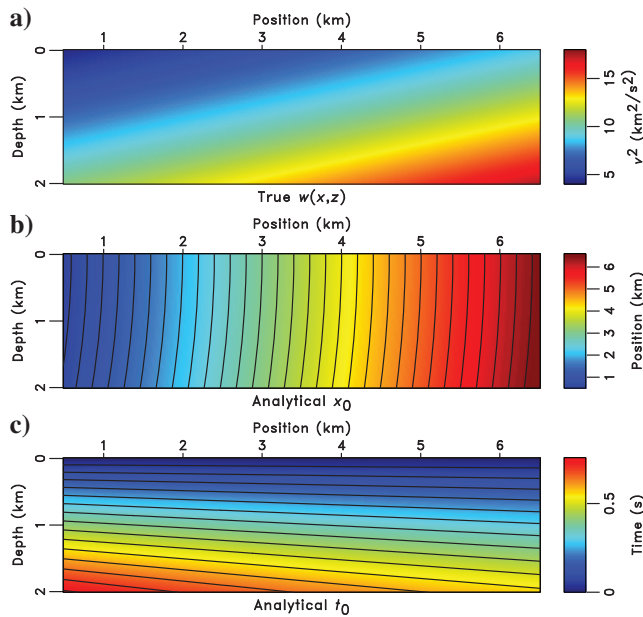 a)
Position (km)
1 2 3 4 5 6
0
1
2
Depth (km)
True w(x,z)
15
10
5
v² (km²/s²)
b)
Position (km)
1 2 3 4 5 6
0
1
2
Depth (km)
Analytical x₀
6
5
4
3
2
1
Position (km)
c)
Position (km)
1 2 3 4 5 6
0
1
2
Depth (km)
Analytical t₀
0.5
0
Time (s)